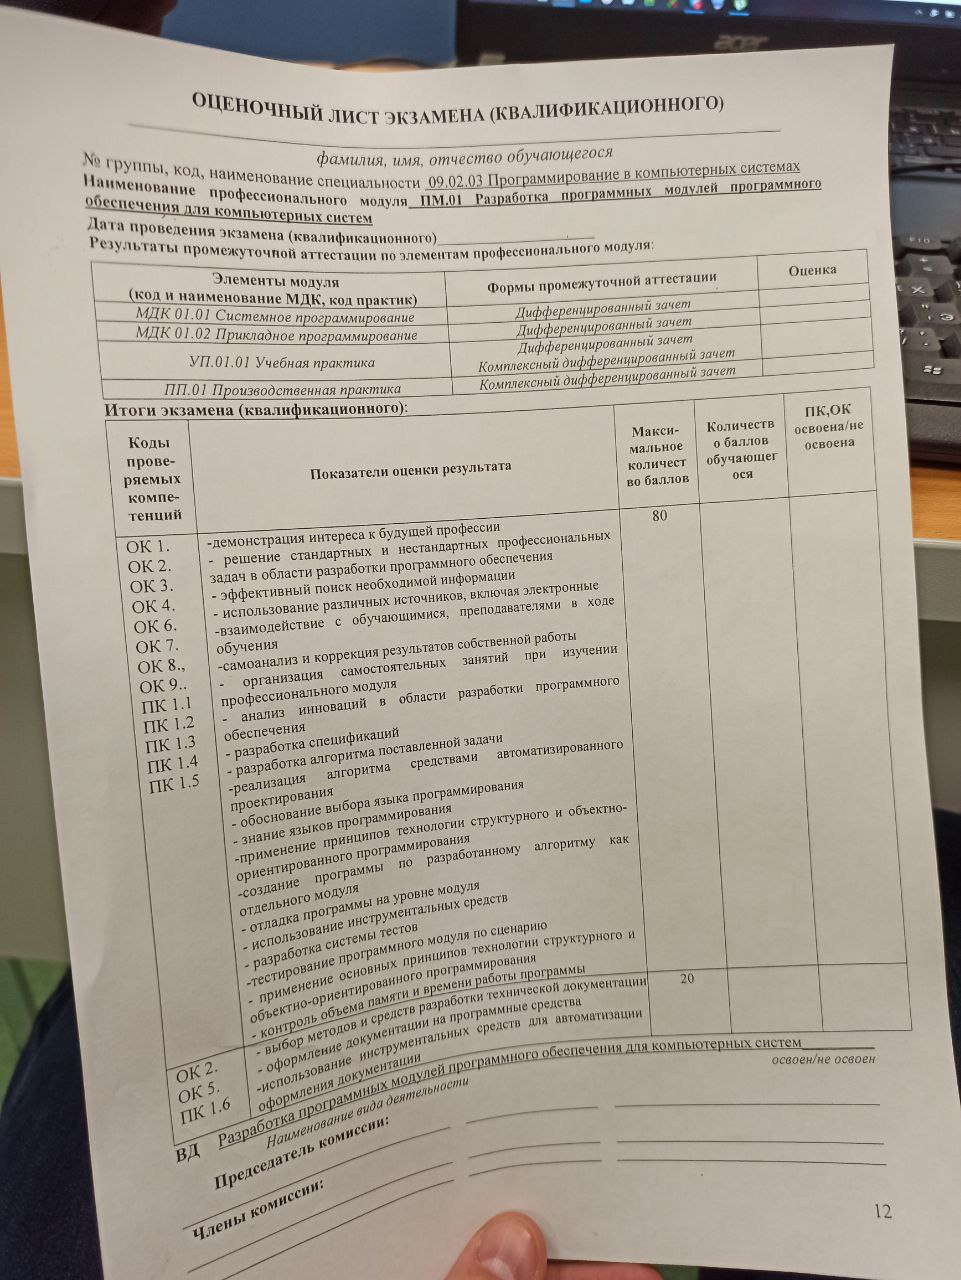 acer
ОЦЕНОЧНЫЙ ЛИСТ ЭКЗАМЕНА (КВАЛИФИКАЦИОННОГО)
фамилия, имя, отчество обучающегося
№ группы, код, наименование специальности 09.02.03 Программирование в компьютерных системах
Наименование профессионального модуля ПМ.01 Разработка программных модулей программного
обеспечения для компьютерных систем
Дата проведения экзамена (квалификационного)
Результаты промежуточной аттестации по элементам профессионального модуля:
Элементы модуля
(код и наименование МДК, код практик)
Формы промежуточной аттестации
Оценка
МДК 01.01 Системное программирование
Дифференцированный зачет
МДК 01.02 Прикладное программирование
Дифференцированный зачет
УП.01.01 Учебная практика
Дифференцированный зачет
Комплексный дифференцированный зачет
ПП.01 Производственная практика
Комплексный дифференцированный зачет
Итоги экзамена (квалификационного):
Коды
прове-
ряемых
компе-
тенций
Показатели оценки результата
Макси-
мальное
количест
во баллов
Количеств
о баллов
обучающег
ося
ПК,ОК
освоена/не
освоена
ОК 1.
ОК 2.
ОК 3.
ОК 4.
ОК 6.
ОК 7.
ОК 8.,
ОК 9..
ПК 1.1
ПК 1.2
ПК 1.3
ПК 1.4
ПК 1.5
-демонстрация интереса к будущей профессии
- решение стандартных и нестандартных профессиональных
задач в области разработки программного обеспечения
- эффективный поиск необходимой информации
- использование различных источников, включая электронные
-взаимодействие с обучающимися, преподавателями в ходе
обучения
-самоанализ и коррекция результатов собственной работы
- организация самостоятельных занятий при изучении
профессионального модуля
- анализ инноваций в области разработки программного
обеспечения
- разработка спецификаций
- разработка алгоритма поставленной задачи
-реализация алгоритма средствами автоматизированного
проектирования
- обоснование выбора языка программирования
- знание языков программирования
-применение принципов технологии структурного и объектно-
ориентированного программирования
-создание программы по разработанному алгоритму как
отдельного модуля
- отладка программы на уровне модуля
- использование инструментальных средств
- разработка системы тестов
-тестирование программного модуля по сценарию
- применение основных принципов технологии структурного и
объектно-ориентированного программирования
- контроль объема памяти и времени работы программы
80
ОК 2.
ОК 5.
ПК 1.6
- выбор методов и средств разработки технической документации
- оформление документации на программные средства
-использование инструментальных средств для автоматизации
оформления документации
20
ВД Разработка программных модулей программного обеспечения для компьютерных систем
Наименование вида деятельности
освоен/не освоен
Председатель комиссии:
Члены комиссии:
12